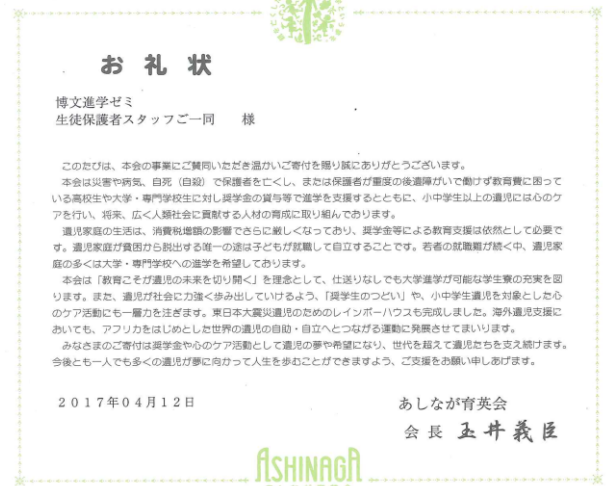 お礼状
博文進学ゼミ
生徒保護者スタッフご一同　様
このたびは、本会の事業にご賛同いただき温かいご寄付を賜り誠にありがとうございます。
本会は災害や病気、自死（自殺）で保護者を亡くし、または保護者が重度の後遺障がいで働けず教育費に困って
いる高校生や大学・専門学校生に対し奨学金の貸与等で進学を支援するとともに、小中学生以上の遺児には心のケ
アを行い、将来、広く人類社会に貢献する人材の育成に取り組んでおります。
遺児家庭の生活は、消費税増額の影響でさらに厳しくなっており、奨学金等による教育支援は依然として必要で
す。遺児家庭が貧困から脱出する唯一の途は子どもが就職して自立することです。若者の就職難が続く中、遺児家
庭の多くは大学・専門学校への進学を希望しております。
本会は「教育こそが遺児の未来を切り開く」を理念として、仕送りなしでも大学進学が可能な学生寮の充実を図
ります。また、遺児が社会に力強く歩み出していけるよう、「奨学生のつどい」や、小中学生遺児を対象とした心
のケア活動にも一層力を注ぎます。東日本大震災遺児のためのレインボーハウスも完成しました。海外遺児支援に
おいても、アフリカをはじめとした世界の遺児の自助・自立へとつながる運動に発展させてまいります。
みなさまのご寄付は奨学金や心のケア活動として遺児の夢や希望になり、世代を超えて遺児たちを支え続けます。
今後とも一人でも多くの遺児が夢に向かって人生を歩むことができますよう、ご支援をお願い申しあげます。
２０１７年０４月１２日
あしなが育英会
会長 玉井義臣
ASHINAGA